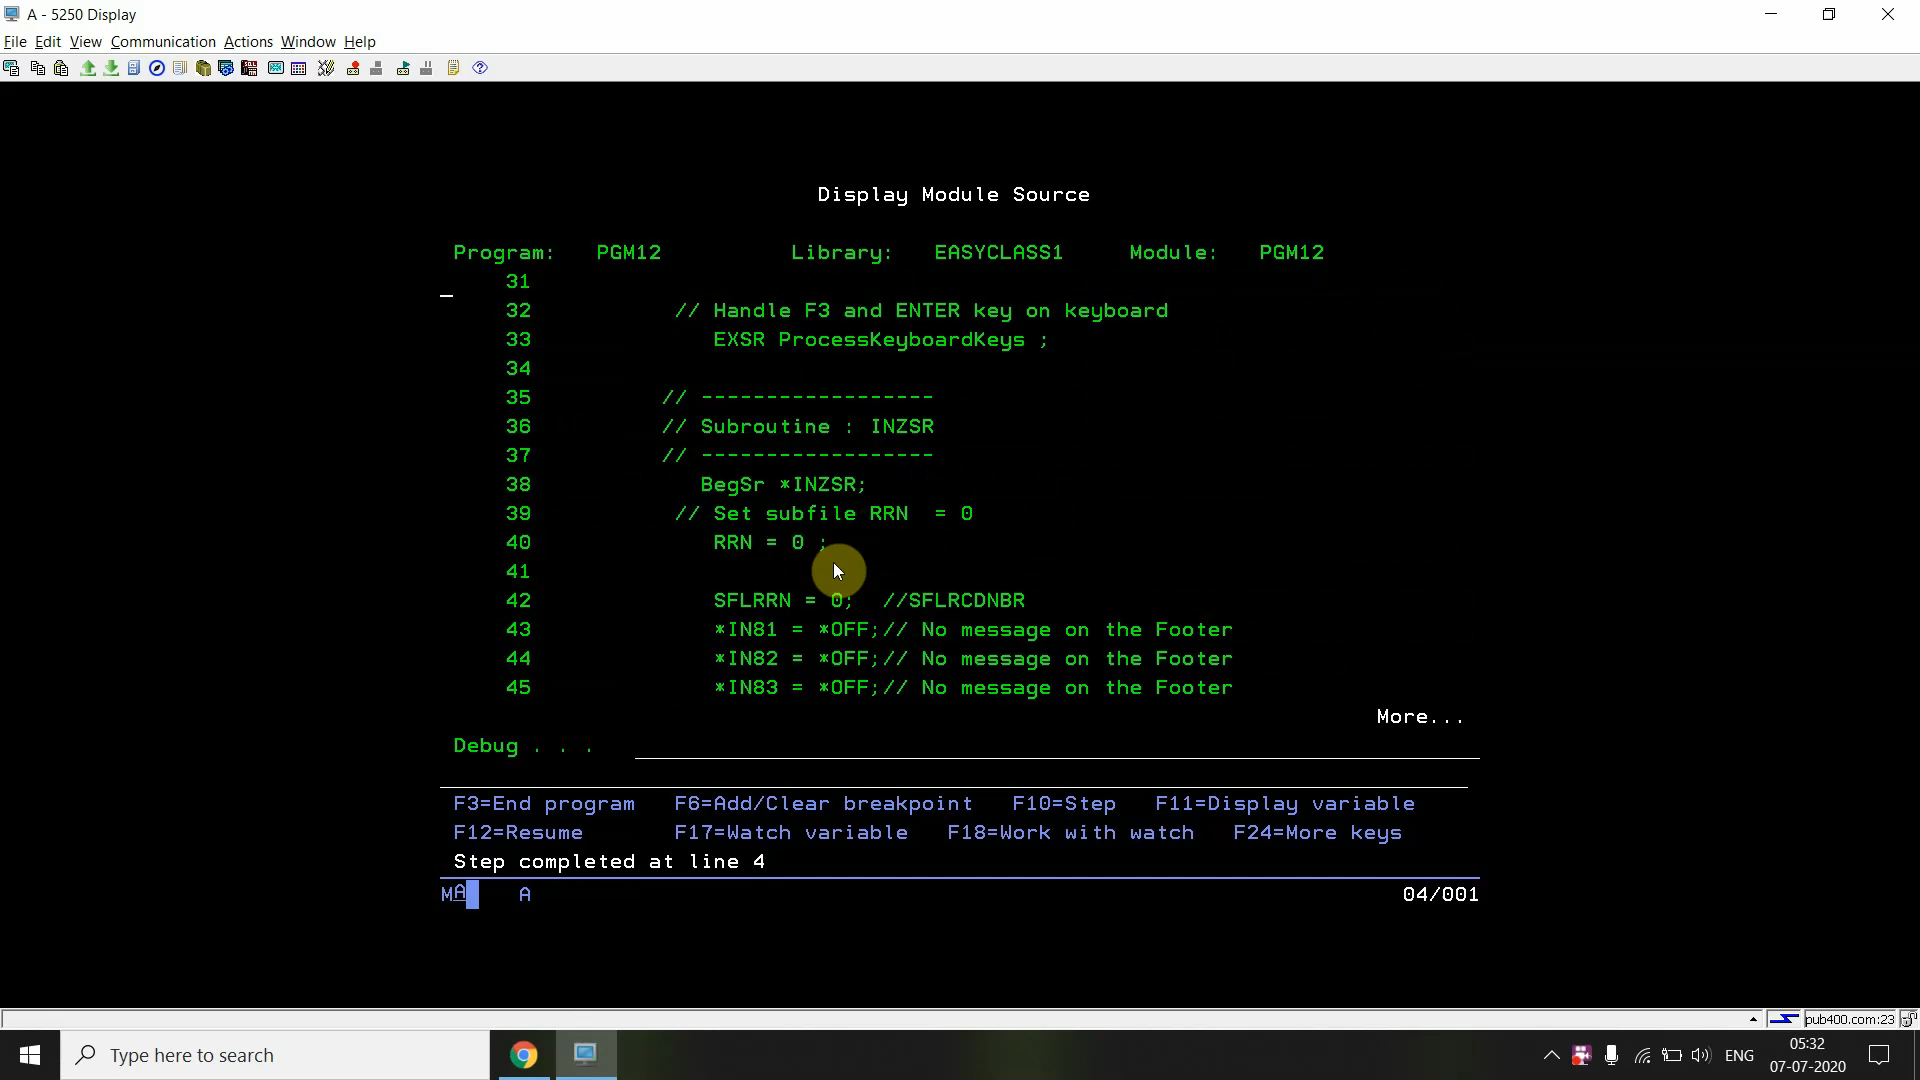 A - 5250 Display
File Edit View Communication Actions Window Help
Display Module Source
Program: PGM12 Library: EASYCLASS1 Module: PGM12
31
32 // Handle F3 and ENTER key on keyboard
33 EXSR ProcessKeyboardKeys ;
34
35 // ------------------
36 // Subroutine : INZSR
37 // ------------------
38 BegSr *INZSR;
39 // Set subfile RRN = 0
40 RRN = 0 ;
41
42 SFLRRN = 0; //SFLRCDNBR
43 *IN81 = *OFF;// No message on the Footer
44 *IN82 = *OFF;// No message on the Footer
45 *IN83 = *OFF;// No message on the Footer
More...
Debug . . .
F3=End program F6=Add/Clear breakpoint F10=Step F11=Display variable
F12=Resume F17=Watch variable F18=Work with watch F24=More keys
Step completed at line 4
MA A 04/001
pub400.com:23
Type here to search
ENG
05:32
07-07-2020